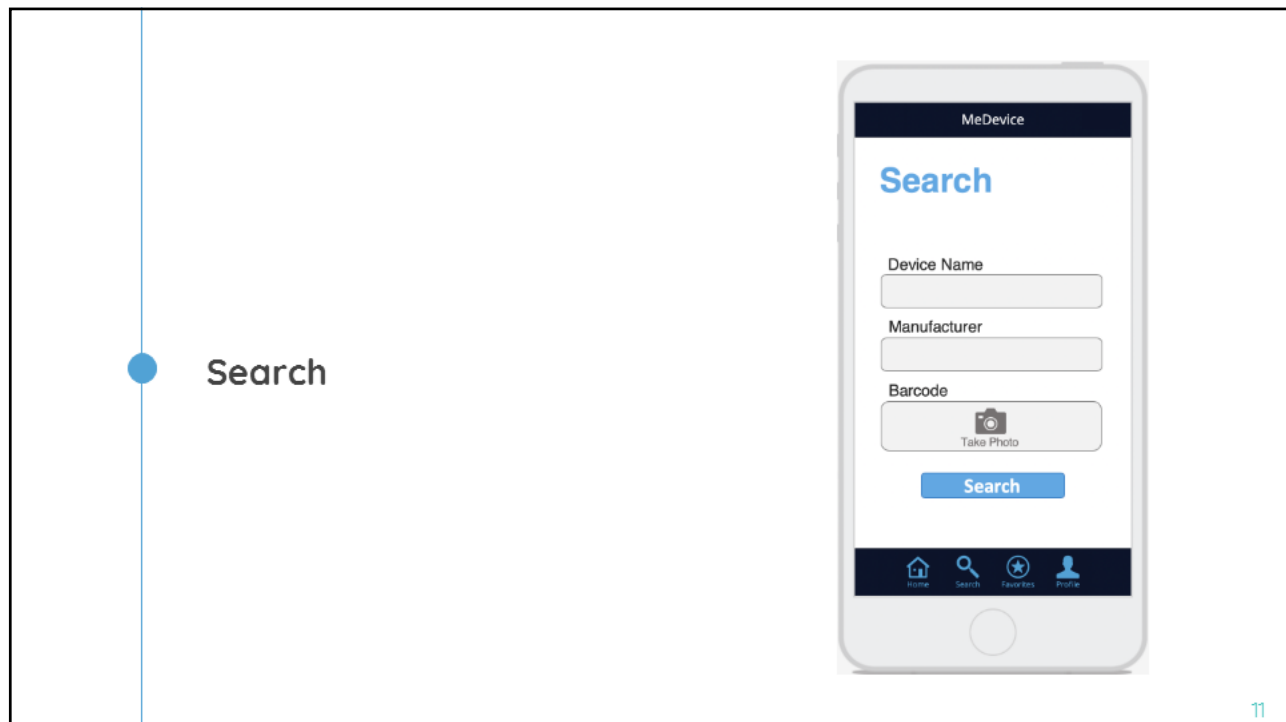 Search
MeDevice
Search
Device Name
Manufacturer
Barcode
Take Photo
Search
Home Search Favorites Profile
11